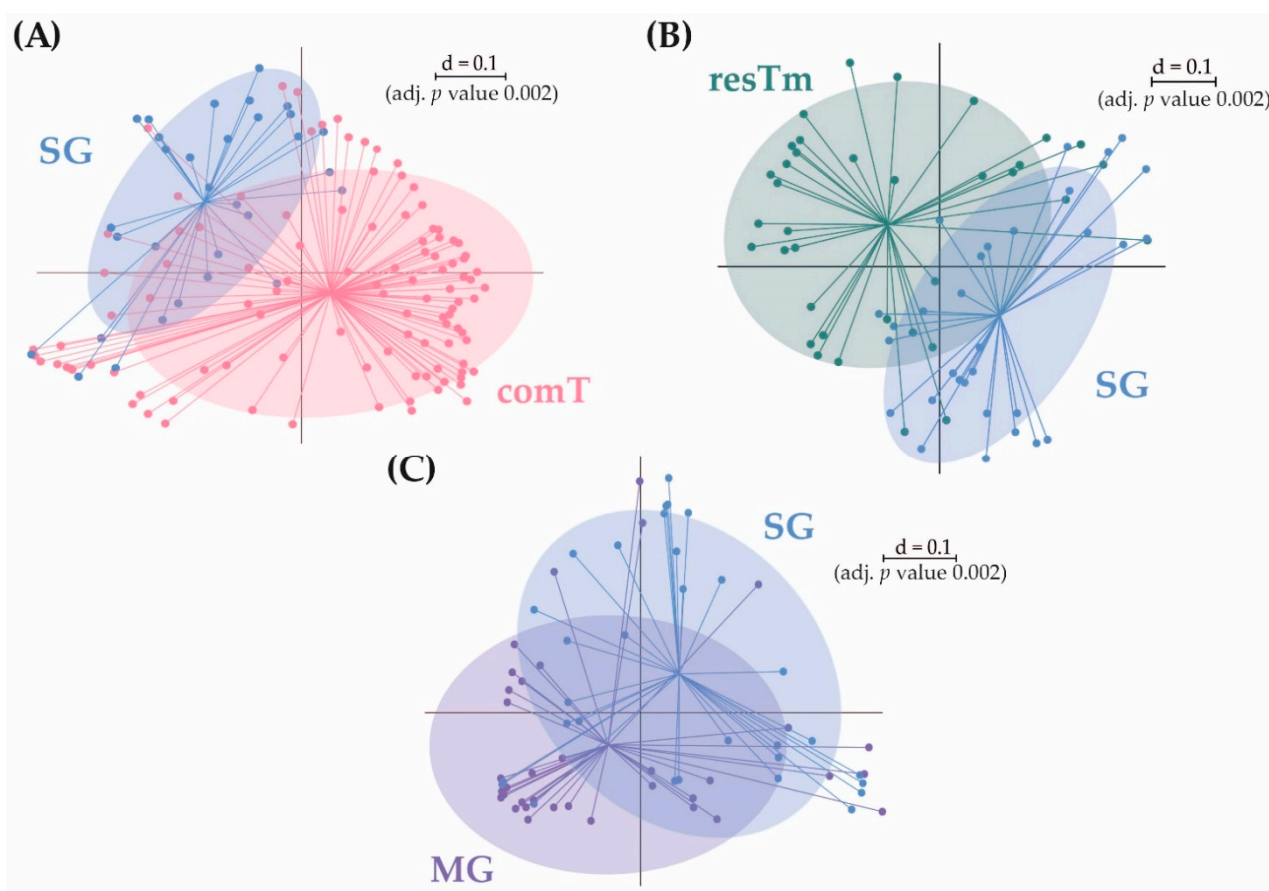 (A)
d = 0.1
(adj. p value 0.002)
SG
comT
(B)
resTm
d = 0.1
(adj. p value 0.002)
SG
(C)
SG
d = 0.1
(adj. p value 0.002)
MG